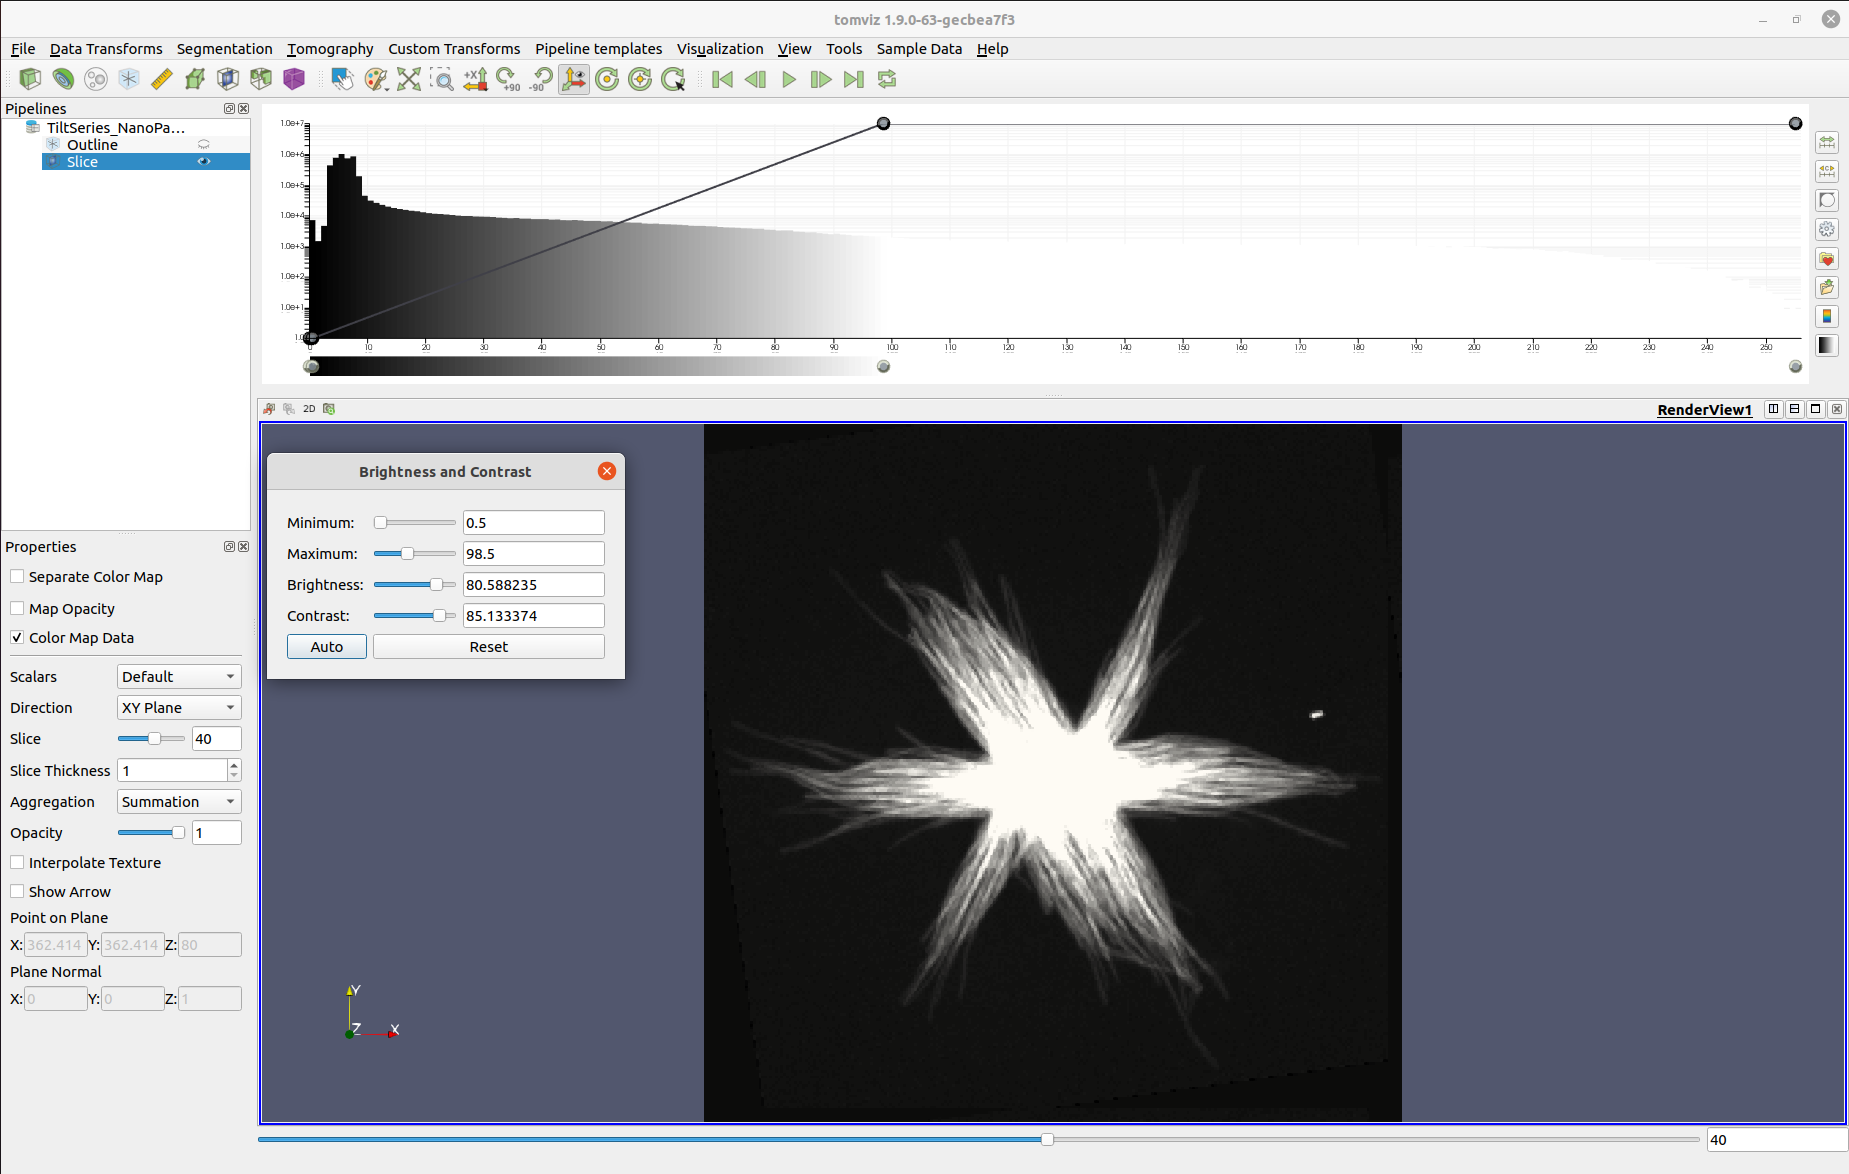 tomviz 1.9.0-63-gecbea7f3
File Data Transforms Segmentation Tomography Custom Transforms Pipeline templates Visualization View Tools Sample Data Help
+X +90 -90
Pipelines
TiltSeries_NanoPa...
Outline
Slice
1.0e+7
1.0e+6
1.0e+5
1.0e+4
1.0e+3
1.0e+2
1.0e+1
1.0
0 10 20 30 40 50 60 70 80 90 100 110 120 130 140 150 160 170 180 190 200 210 220 230 240 250
2D RenderView1
Brightness and Contrast
Minimum: 0.5
Maximum: 98.5
Brightness: 80.588235
Contrast: 85.133374
Auto Reset
Properties
Separate Color Map
Map Opacity
Color Map Data
Scalars Default
Direction XY Plane
Slice 40
Slice Thickness 1
Aggregation Summation
Opacity 1
Interpolate Texture
Show Arrow
Point on Plane
X: 362.414 Y: 362.414 Z: 80
Plane Normal
X: 0 Y: 0 Z: 1
Y
Z X
40